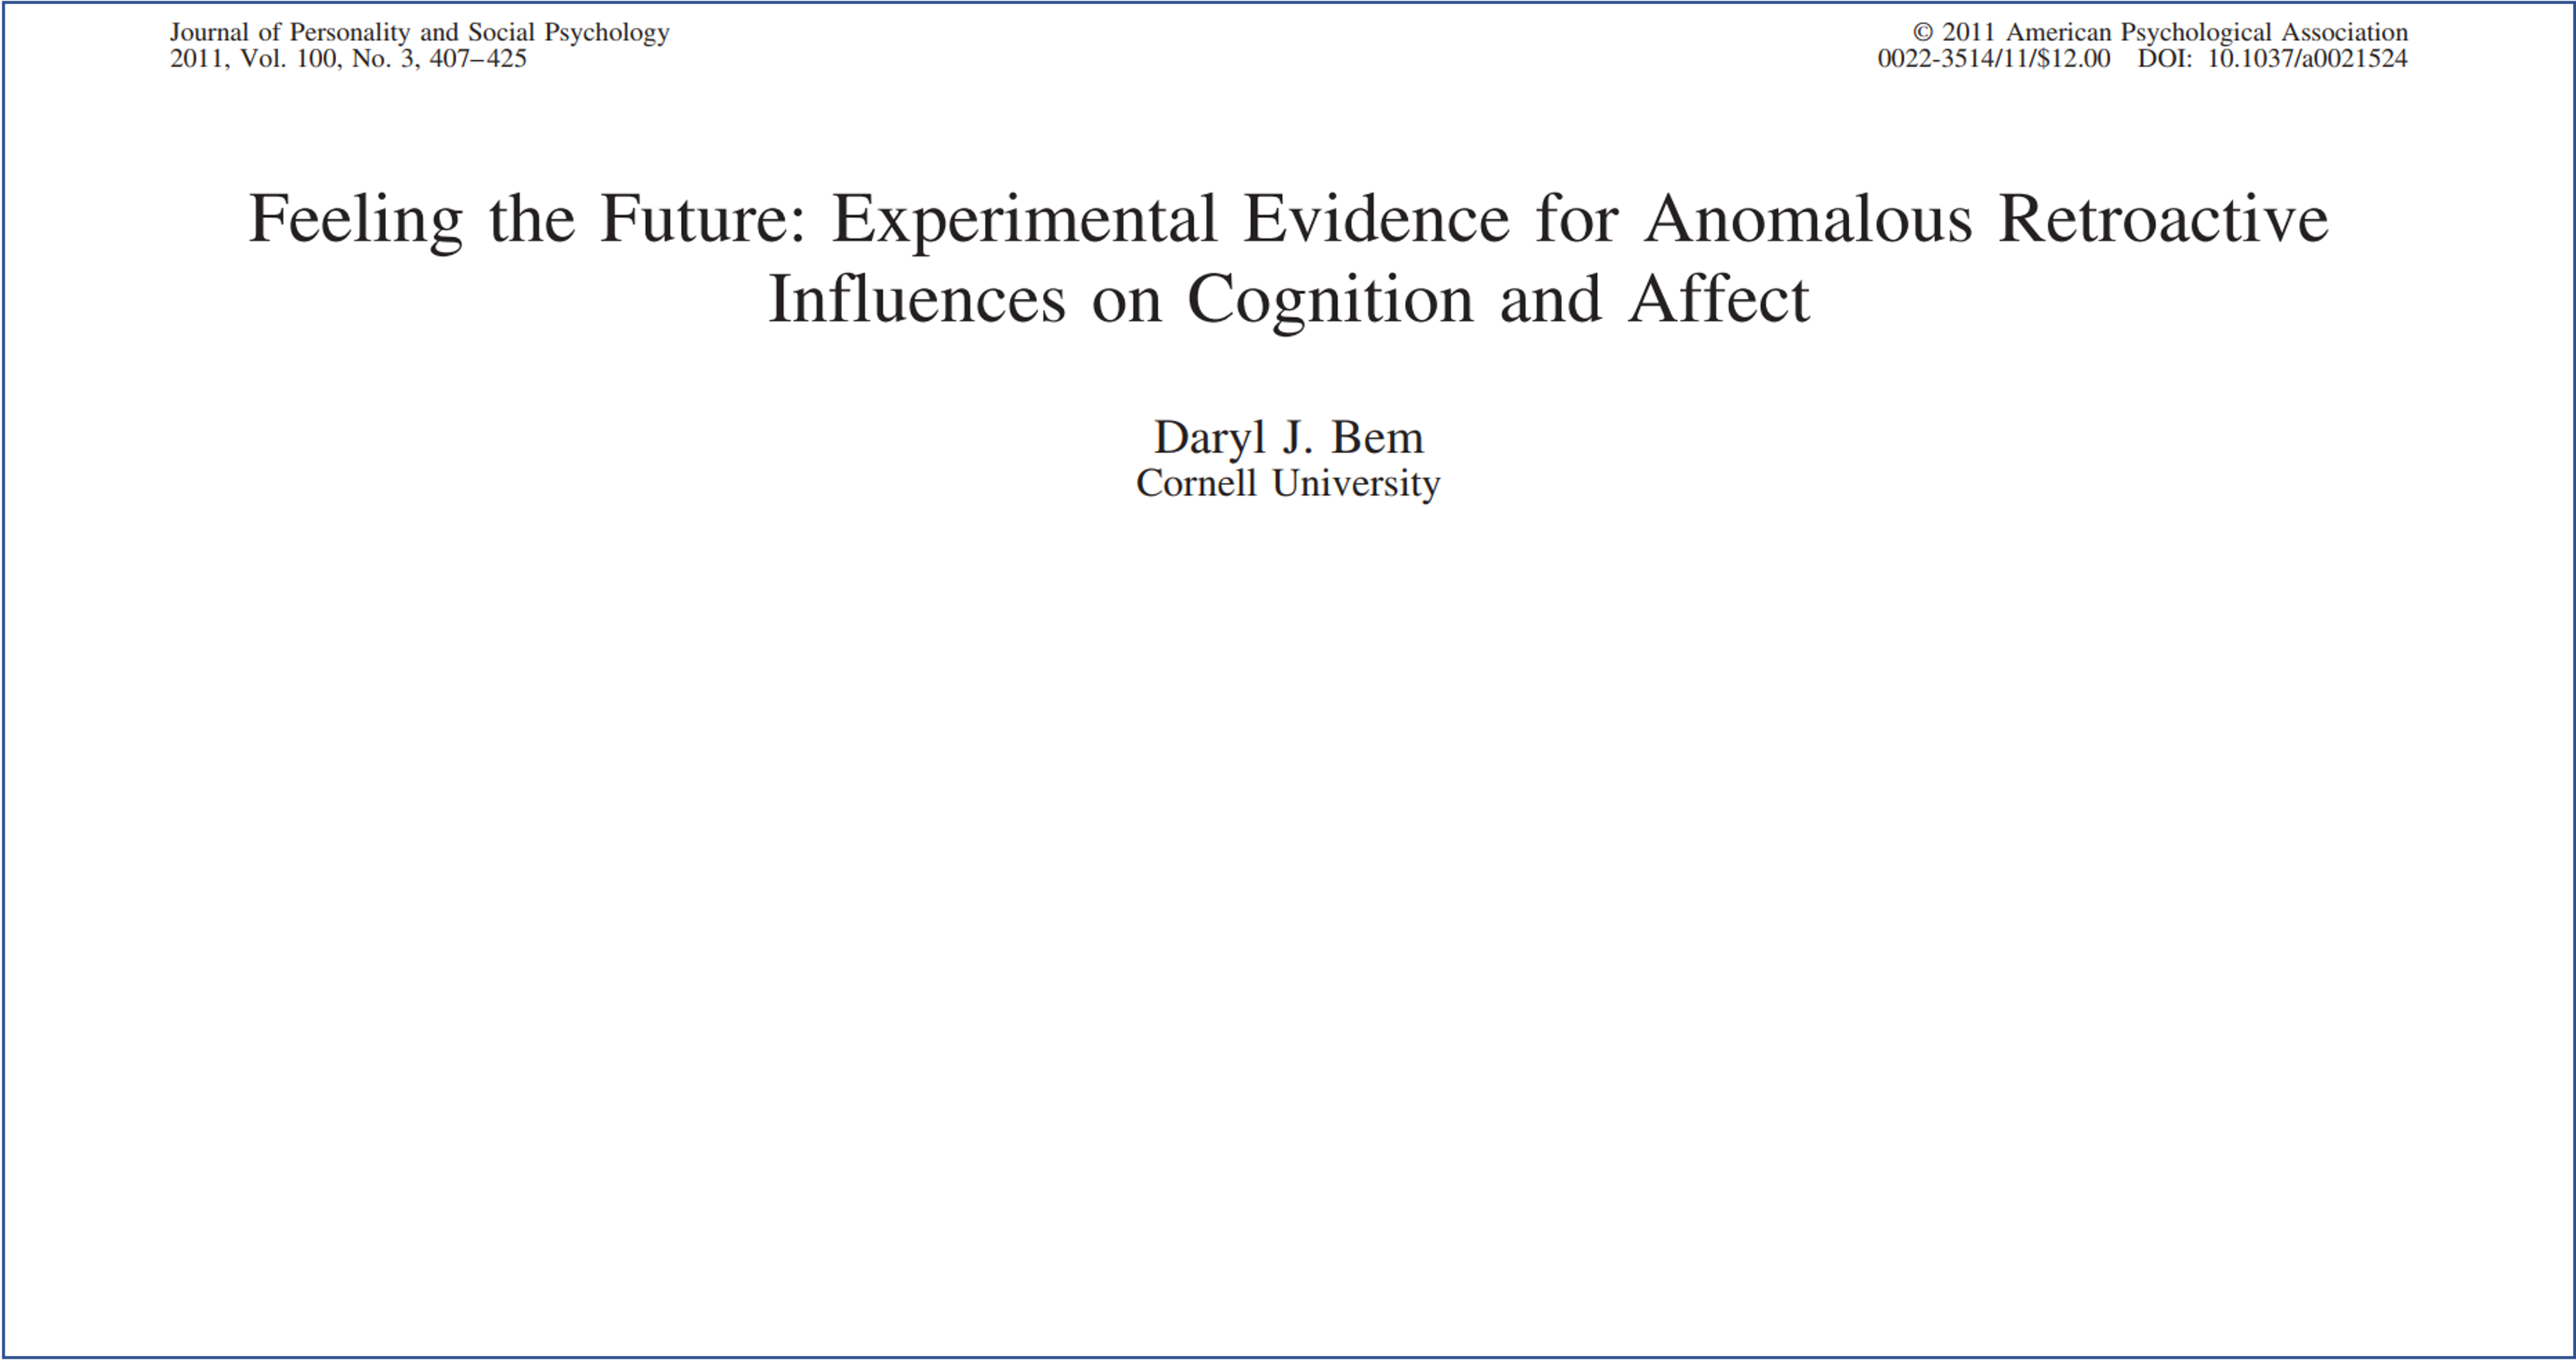 Journal of Personality and Social Psychology
2011, Vol. 100, No. 3, 407–425
© 2011 American Psychological Association
0022-3514/11/$12.00 DOI: 10.1037/a0021524
Feeling the Future: Experimental Evidence for Anomalous Retroactive
Influences on Cognition and Affect
Daryl J. Bem
Cornell University